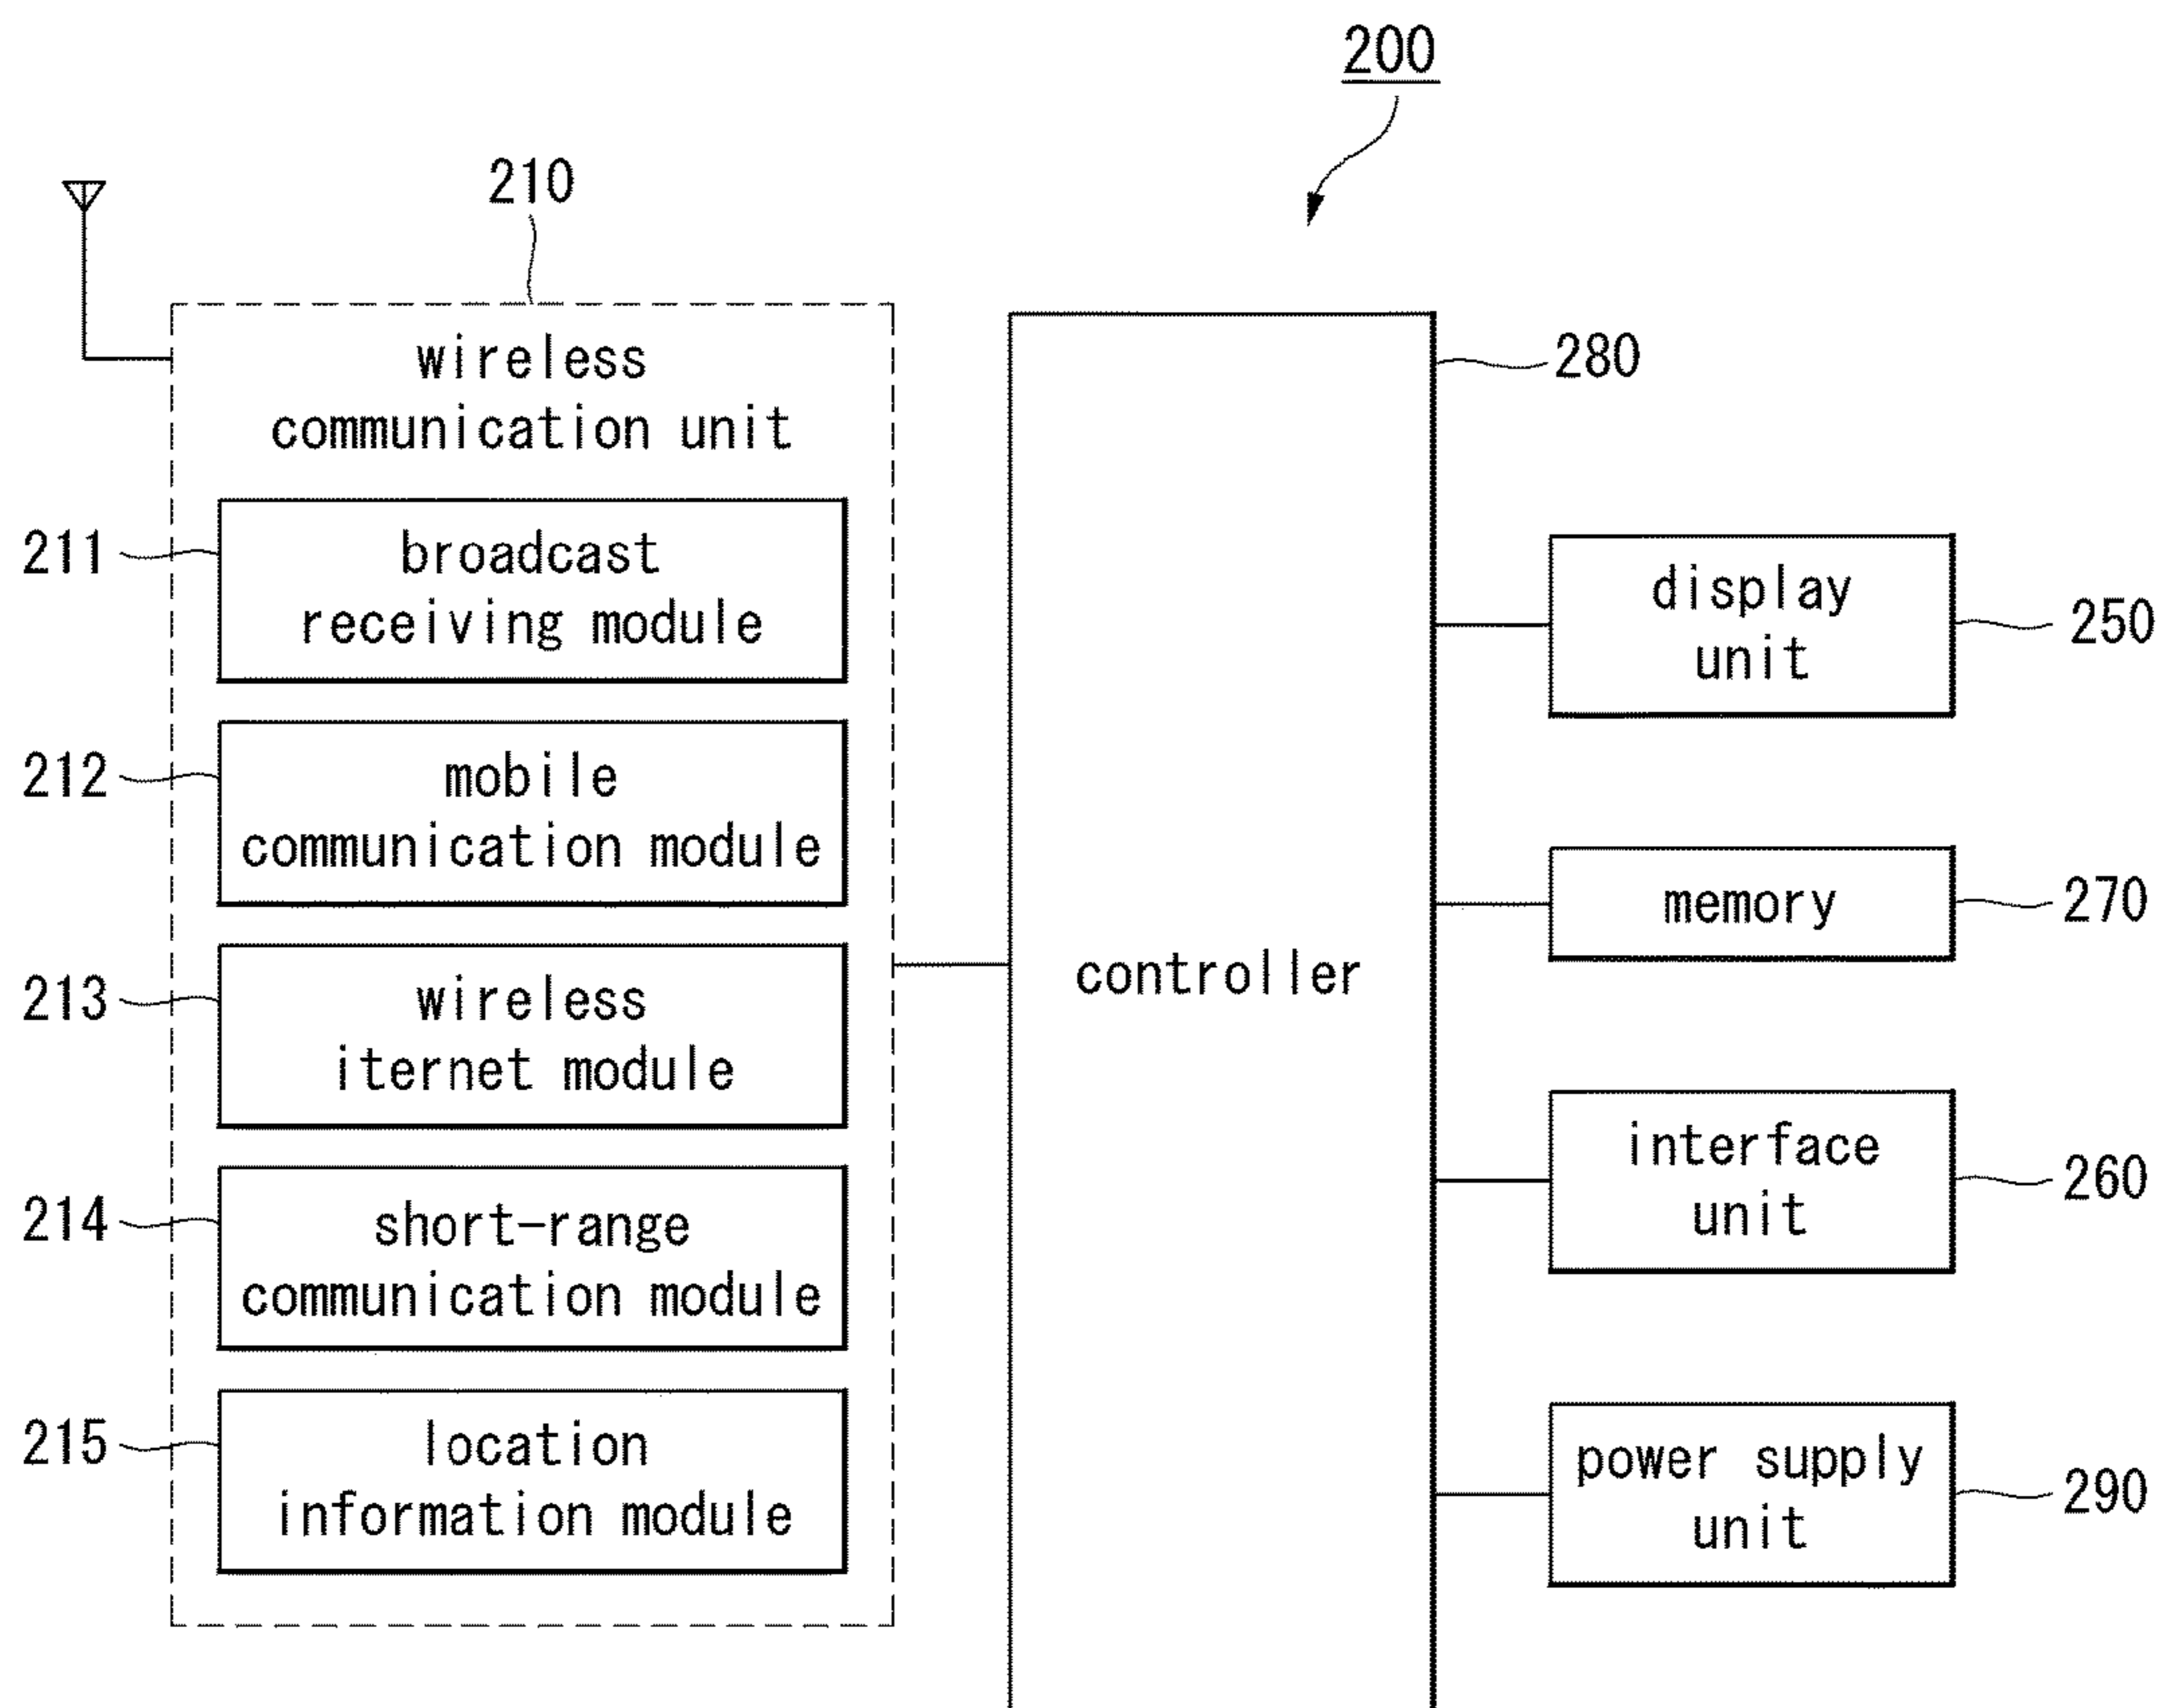 200
210
wireless
communication unit
280
211
broadcast
receiving module
display
unit
250
212
mobile
communication module
memory
270
213
wireless
iternet module
controller
interface
unit
260
214
short-range
communication module
215
location
information module
power supply
unit
290